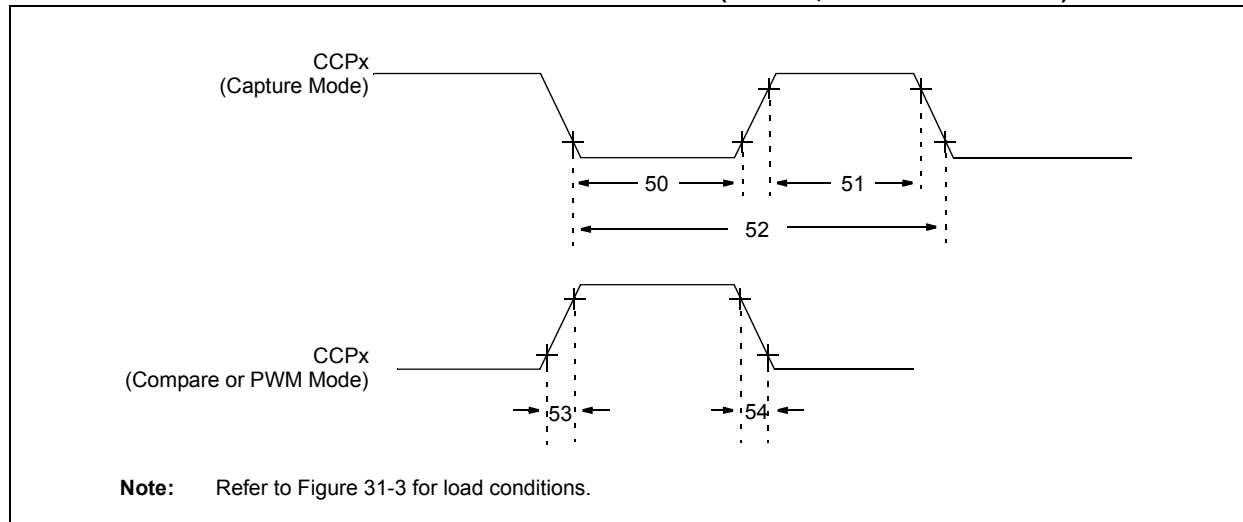 CCPx
(Capture Mode)
50
51
52
CCPx
(Compare or PWM Mode)
53
54
Note: Refer to Figure 31-3 for load conditions.